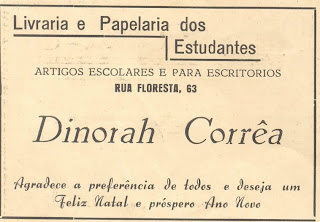 Livraria e Papelaria dos
Estudantes
ARTIGOS ESCOLARES E PARA ESCRITORIOS
RUA FLORESTA, 63
Dinorah Corrêa
Agradece a preferência de todos e deseja um
Feliz Natal e próspero Ano Novo